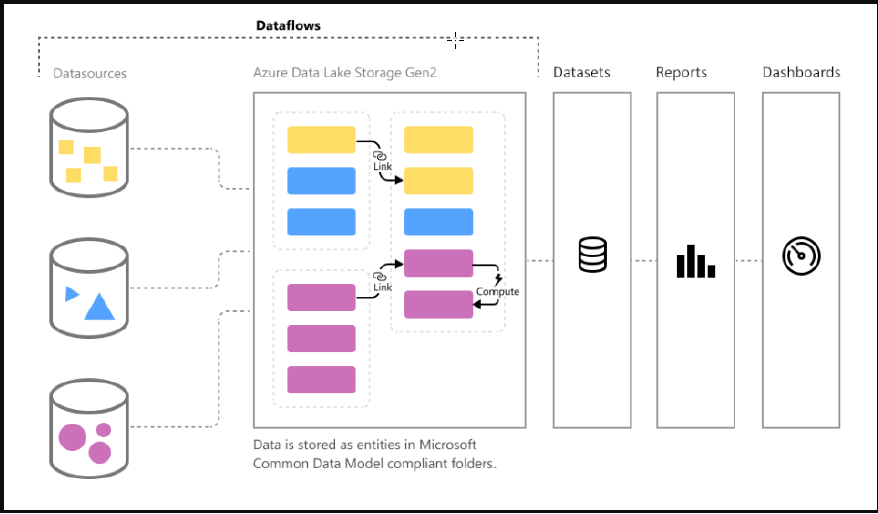 Dataflows
Datasources
Azure Data Lake Storage Gen2
Datasets
Reports
Dashboards
Link
Link
Compute
Data is stored as entities in Microsoft
Common Data Model compliant folders.